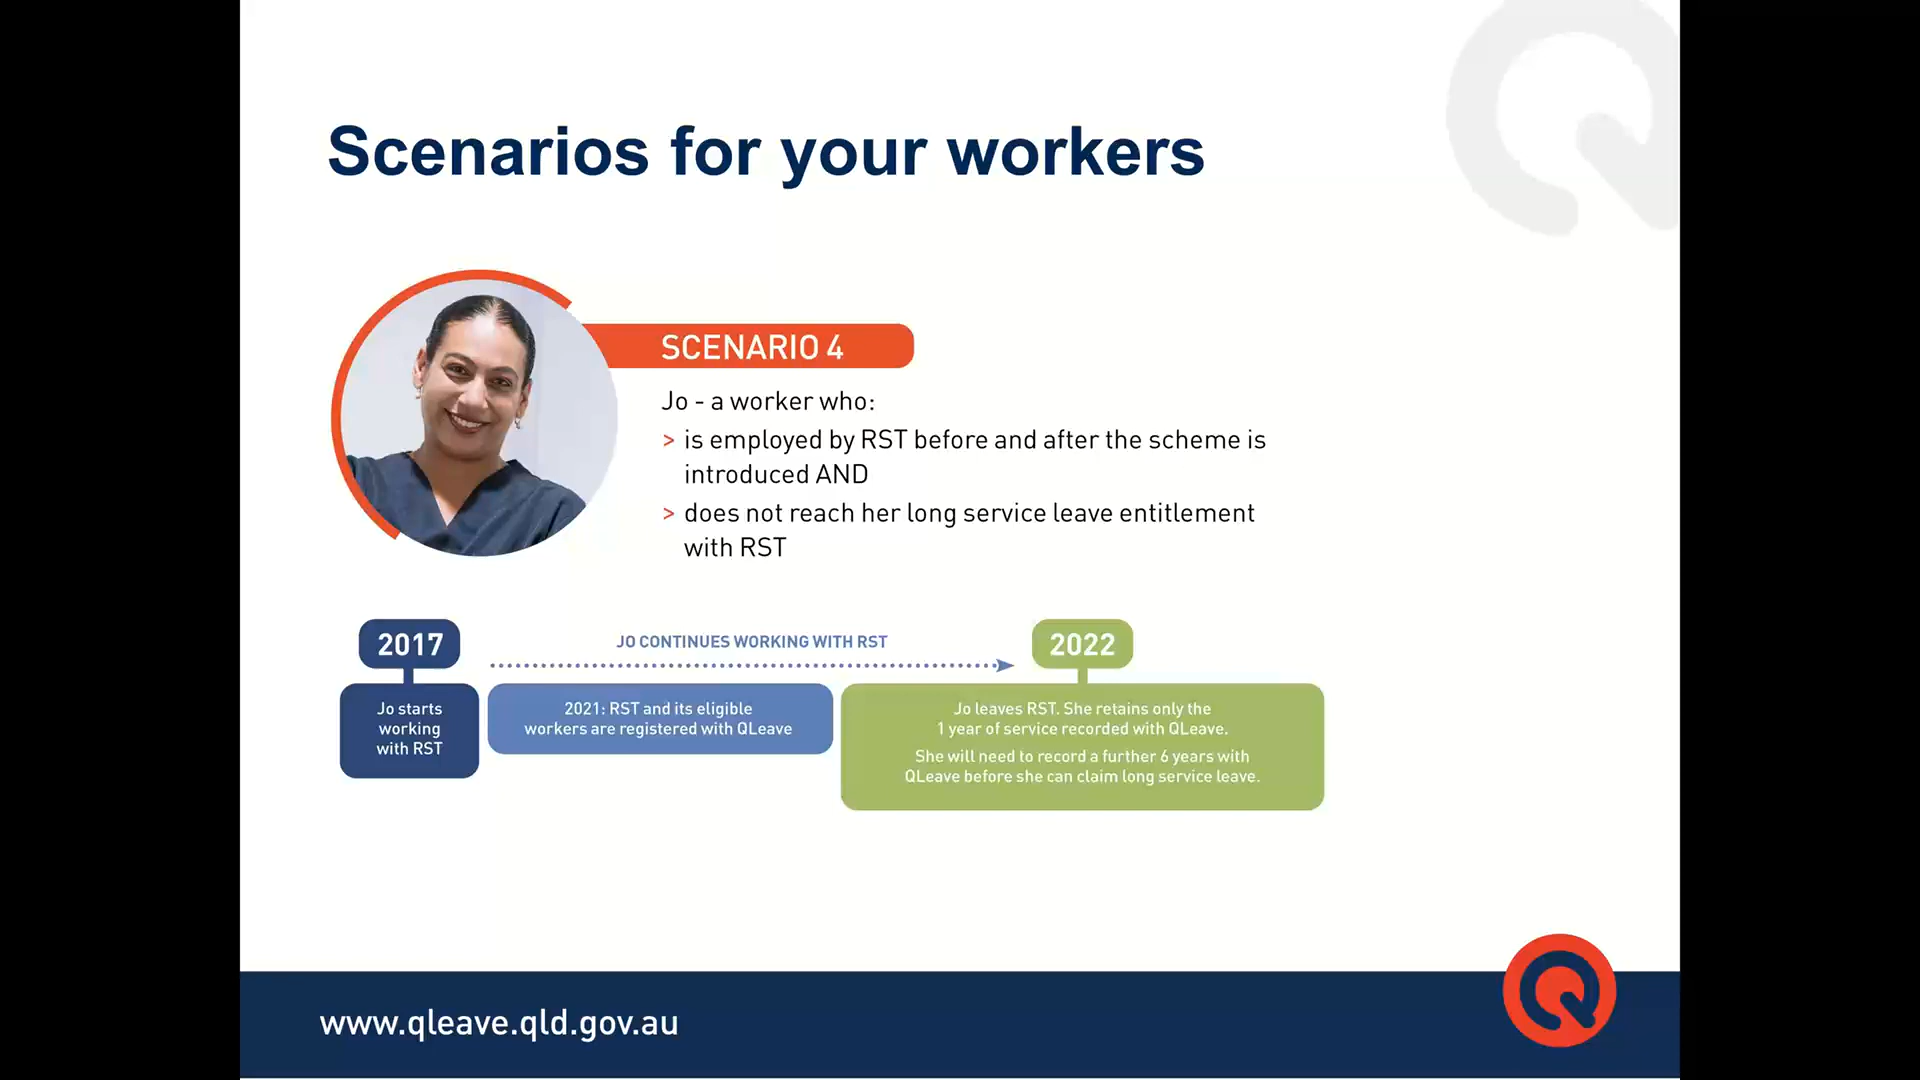 Scenarios for your workers
SCENARIO 4
Jo - a worker who:
> is employed by RST before and after the scheme is
introduced AND
> does not reach her long service leave entitlement
with RST
2017
JO CONTINUES WORKING WITH RST
2022
Jo starts
working
with RST
2021: RST and its eligible
workers are registered with QLeave
Jo leaves RST. She retains only the
1 year of service recorded with QLeave.
She will need to record a further 6 years with
QLeave before she can claim long service leave.
www.qleave.qld.gov.au